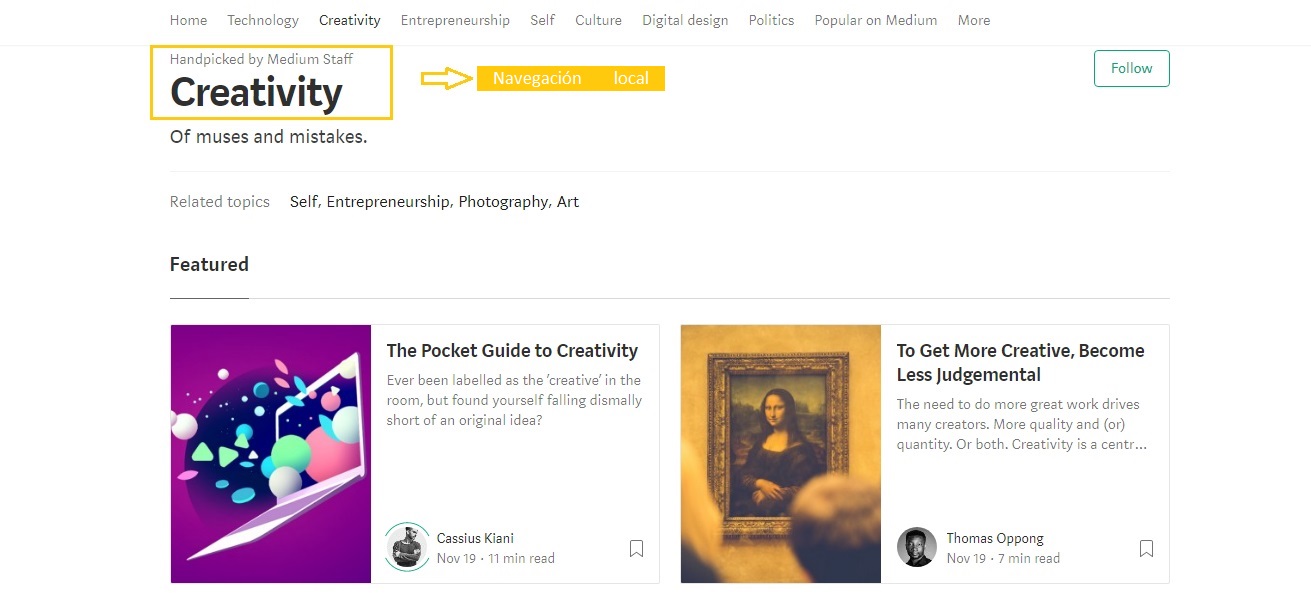 Home Technology Creativity Entrepreneurship Self Culture Digital design Politics Popular on Medium More
Handpicked by Medium Staff
Creativity
Navegación local
Follow
Of muses and mistakes.
Related topics Self, Entrepreneurship, Photography, Art
Featured
The Pocket Guide to Creativity
Ever been labelled as the ‘creative’ in the
room, but found yourself falling dismally
short of an original idea?
Cassius Kiani
Nov 19 · 11 min read
To Get More Creative, Become
Less Judgemental
The need to do more great work drives
many creators. More quality and (or)
quantity. Or both. Creativity is a centr...
Thomas Oppong
Nov 19 · 7 min read